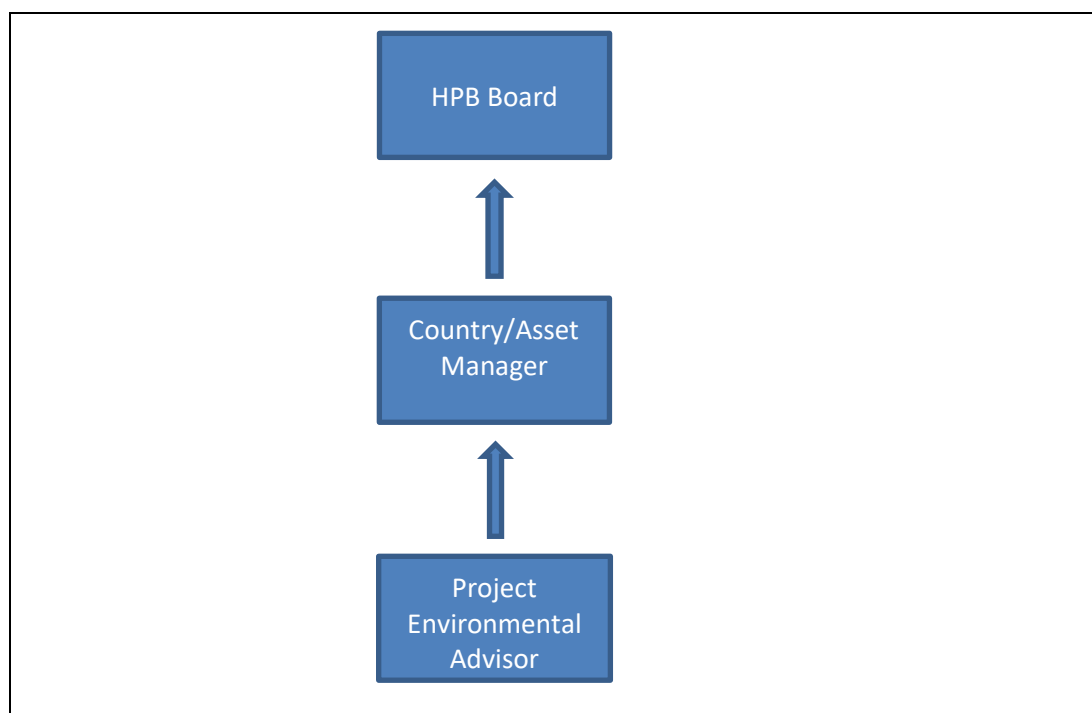 HPB Board
Country/Asset
Manager
Project
Environmental
Advisor